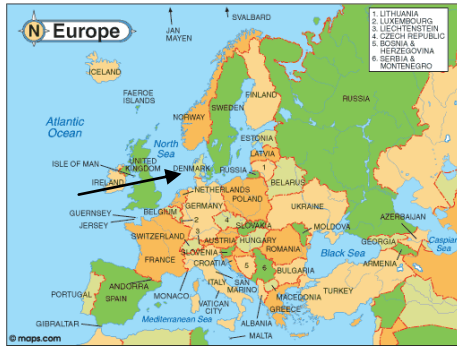 JAN
MAYEN
SVALBARD
N Europe
1. LITHUANIA
2. LUXEMBOURG
3. LIECHTENSTEIN
4. CZECH REPUBLIC
5. BOSNIA &
HERZEGOVINA
6. SERBIA &
MONTENEGRO
ICELAND
FAEROE
ISLANDS
FINLAND
RUSSIA
SWEDEN
NORWAY
Atlantic
Ocean
North
Sea
ESTONIA
LATVIA
ISLE OF MAN
UNITED
KINGDOM
DENMARK
RUSSIA
1
IRELAND
BELARUS
NETHERLANDS
POLAND
GERMANY
BELGIUM
2
UKRAINE
GUERNSEY
JERSEY
4
SLOVAKIA
MOLDOVA
SWITZERLAND
3
AUSTRIA
HUNGARY
AZERBAIJAN
FRANCE
SLOVENIA
ROMANIA
GEORGIA
Caspian
Sea
CROATIA
5
6
Black Sea
ARMENIA
ANDORRA
BULGARIA
PORTUGAL
SPAIN
MONACO
ITALY
SAN
MARINO
MACEDONIA
TURKEY
VATICAN
CITY
GREECE
GIBRALTAR
Mediterranean Sea
ALBANIA
MALTA
© maps.com